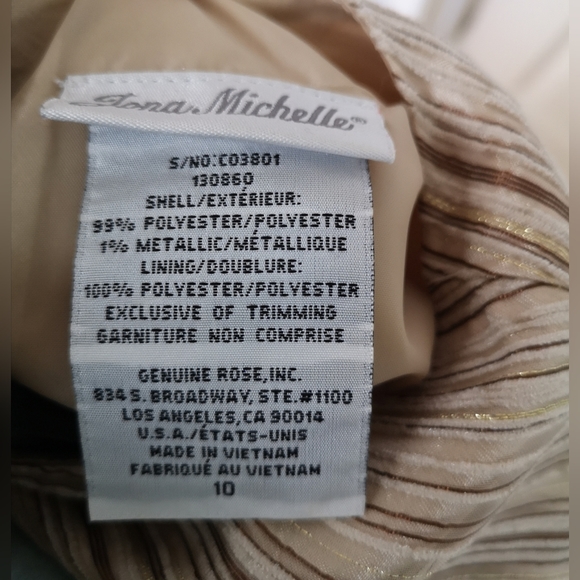 Iona Michelle®
S/NO:C03801
130860
SHELL/EXTÉRIEUR:
99% POLYESTER/POLYESTER
1% METALLIC/MÉTALLIQUE
LINING/DOUBLURE:
100% POLYESTER/POLYESTER
EXCLUSIVE OF TRIMMING
GARNITURE NON COMPRISE
GENUINE ROSE,INC.
834 S. BROADWAY, STE.#1100
LOS ANGELES,CA 90014
U.S.A./ÉTATS-UNIS
MADE IN VIETNAM
FABRIQUÉ AU VIETNAM
10